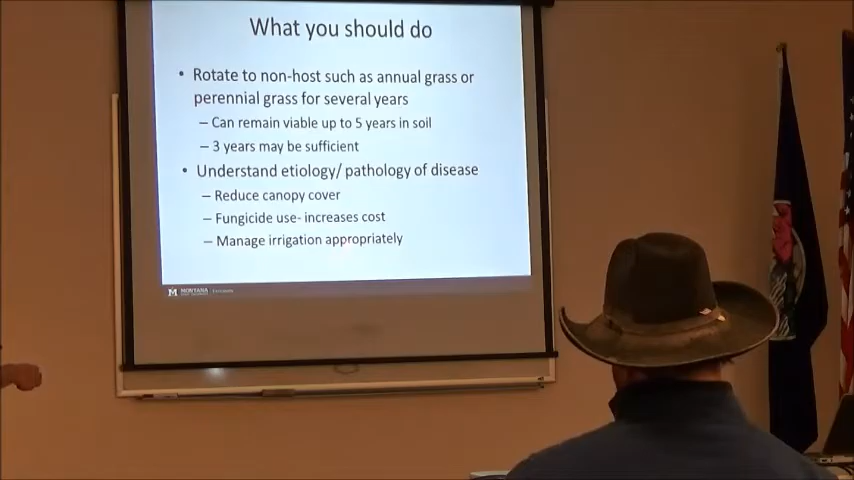 What you should do
• Rotate to non-host such as annual grass or
perennial grass for several years
– Can remain viable up to 5 years in soil
– 3 years may be sufficient
• Understand etiology/ pathology of disease
– Reduce canopy cover
– Fungicide use- increases cost
– Manage irrigation appropriately
M MONTANA